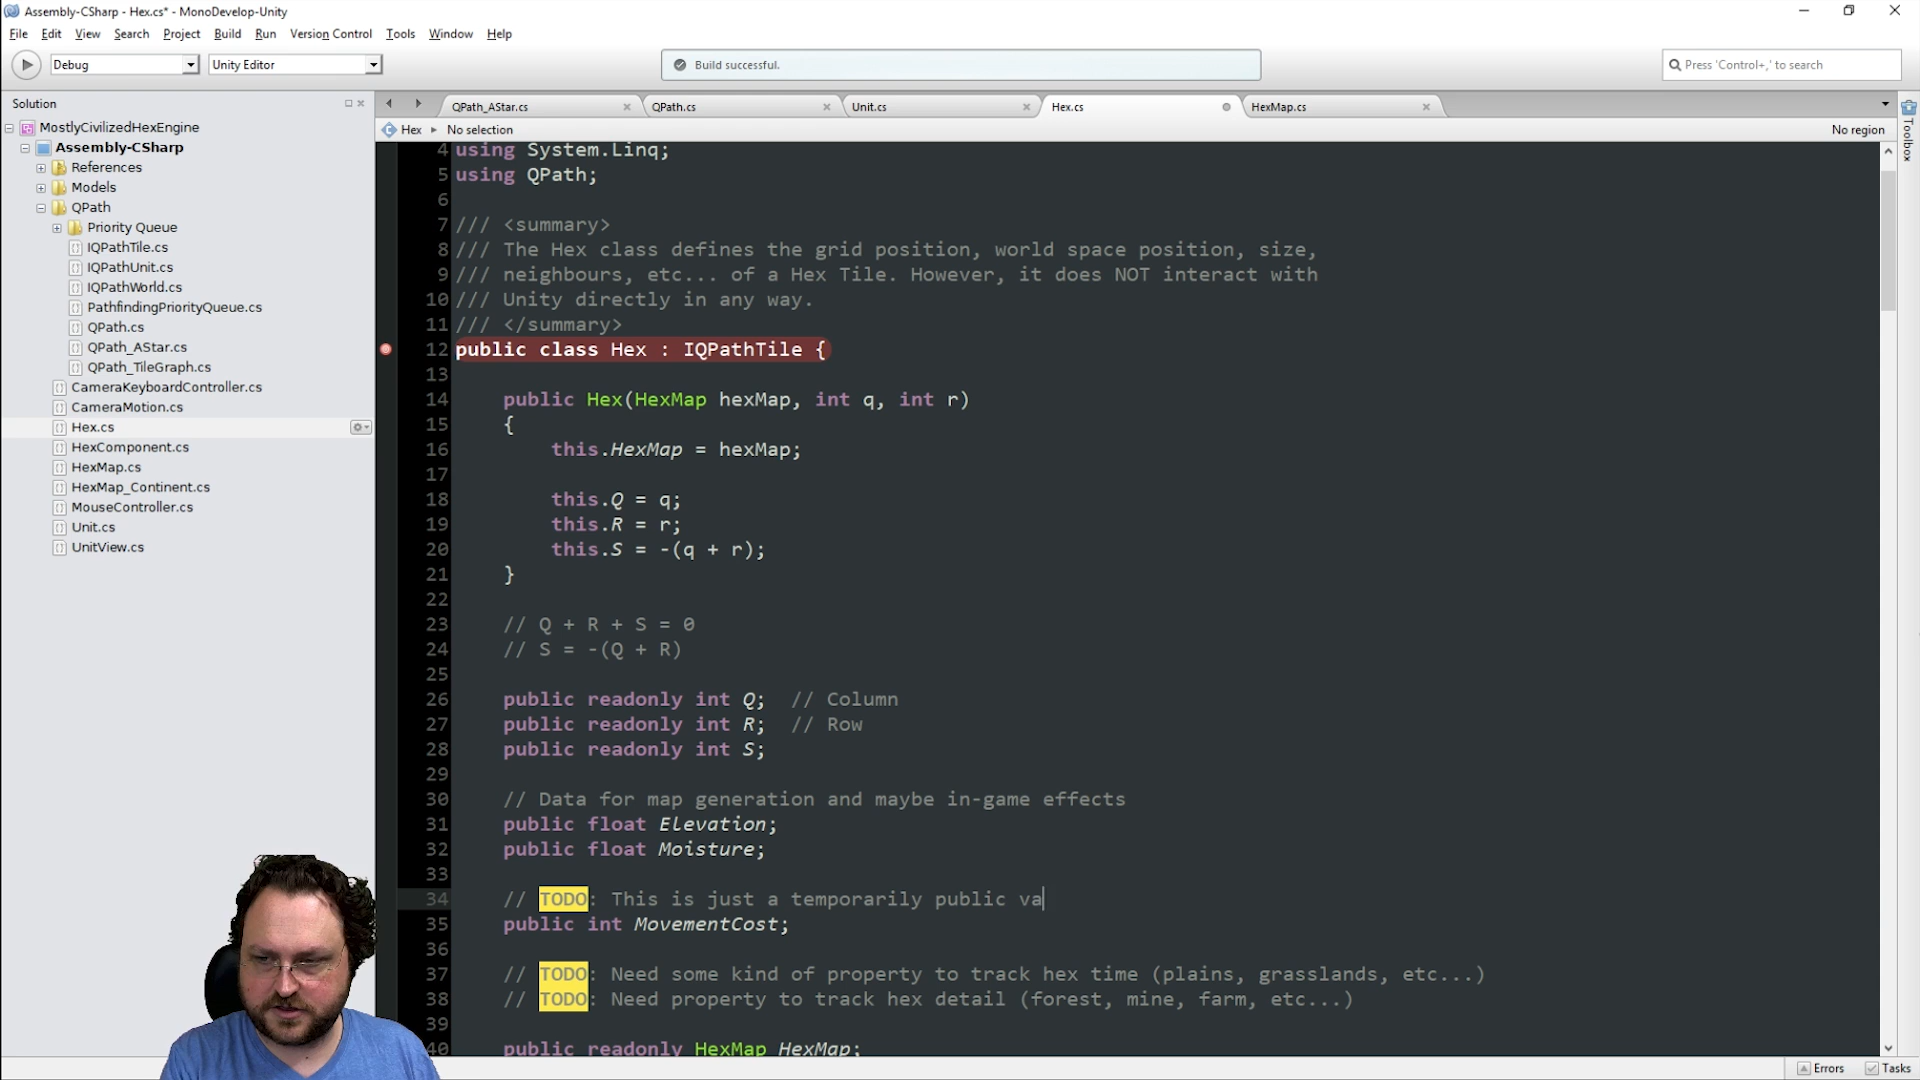 Assembly-CSharp - Hex.cs* - MonoDevelop-Unity
File Edit View Search Project Build Run Version Control Tools Window Help
Debug Unity Editor Build successful. Press 'Control+,' to search
Solution
MostlyCivilizedHexEngine
Assembly-CSharp
References
Models
QPath
Priority Queue
IQPathTile.cs
IQPathUnit.cs
IQPathWorld.cs
PathfindingPriorityQueue.cs
QPath.cs
QPath_AStar.cs
QPath_TileGraph.cs
CameraKeyboardController.cs
CameraMotion.cs
Hex.cs
HexComponent.cs
HexMap.cs
HexMap_Continent.cs
MouseController.cs
Unit.cs
UnitView.cs
QPath_AStar.cs QPath.cs Unit.cs Hex.cs HexMap.cs
Hex No selection No region
Toolbox
4 using System.Linq;
5 using QPath;
6
7 /// <summary>
8 /// The Hex class defines the grid position, world space position, size,
9 /// neighbours, etc... of a Hex Tile. However, it does NOT interact with
10 /// Unity directly in any way.
11 /// </summary>
12 public class Hex : IQPathTile {
13
14 public Hex(HexMap hexMap, int q, int r)
15 {
16 this.HexMap = hexMap;
17
18 this.Q = q;
19 this.R = r;
20 this.S = -(q + r);
21 }
22
23 // Q + R + S = 0
24 // S = -(Q + R)
25
26 public readonly int Q; // Column
27 public readonly int R; // Row
28 public readonly int S;
29
30 // Data for map generation and maybe in-game effects
31 public float Elevation;
32 public float Moisture;
33
34 // TODO: This is just a temporarily public va
35 public int MovementCost;
36
37 // TODO: Need some kind of property to track hex time (plains, grasslands, etc...)
38 // TODO: Need property to track hex detail (forest, mine, farm, etc...)
39
40 public readonly HexMap HexMap;
Errors Tasks